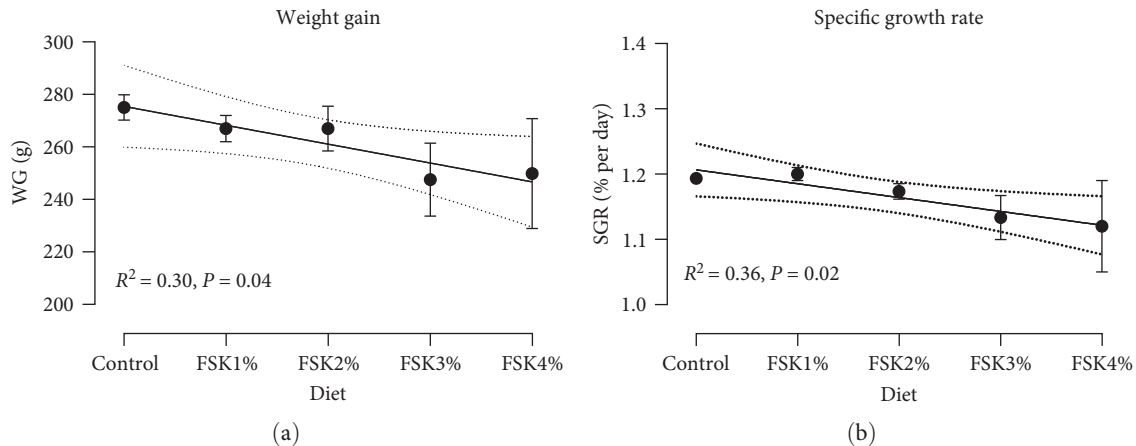 Weight gain
300
280
260
240
220
200
WG (g)
R² = 0.30, P = 0.04
Control FSK1% FSK2% FSK3% FSK4%
Diet
(a)
Specific growth rate
1.4
1.3
1.2
1.1
1.0
SGR (% per day)
R² = 0.36, P = 0.02
Control FSK1% FSK2% FSK3% FSK4%
Diet
(b)